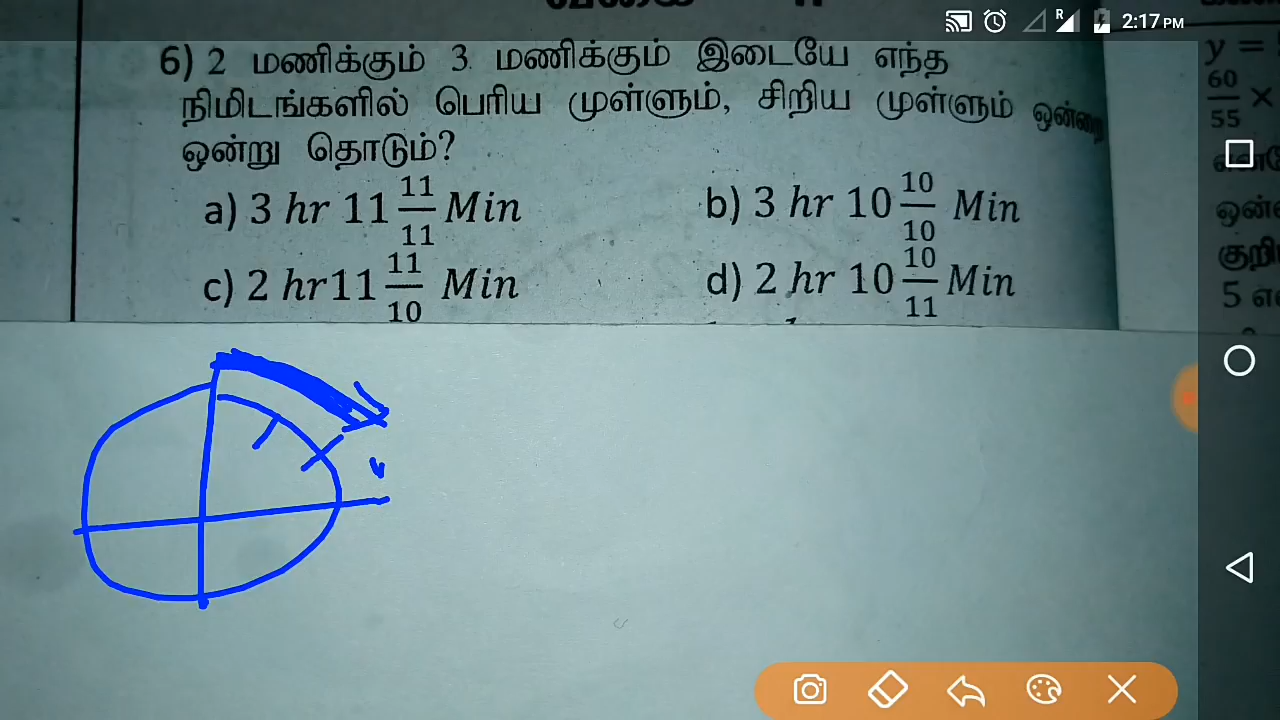 2:17 PM
6) 2 மணிக்கும் 3 மணிக்கும் இடையே எந்த
நிமிடங்களில் பெரிய முள்ளும், சிறிய முள்ளும் ஒன்றை
ஒன்று தொடும்?
a) 3 hr 11 11/11 Min
b) 3 hr 10 10/10 Min
c) 2 hr11 11/10 Min
d) 2 hr 10 10/11 Min
y =
60/55 ×
5